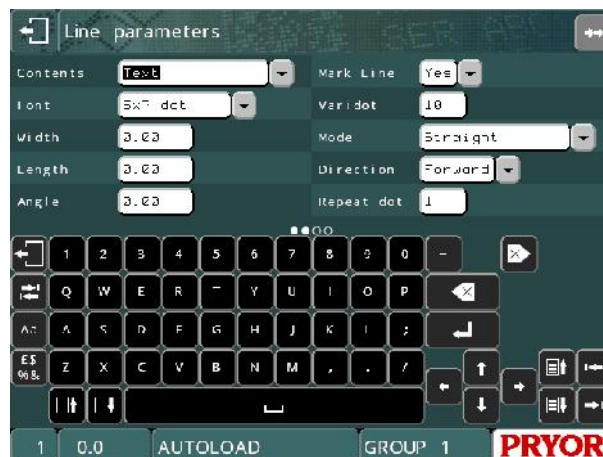 Line parameters
Contents Text Mark Line Yes
Font 5x7 dot Varidot 10
Width 0.00 Mode Straight
Length 0.00 Direction Forward
Angle 0.00 Repeat dot 1
1 2 3 4 5 6 7 8 9 0 -
Q W E R T Y U I O P
A S D F G H J K L ;
£$ Z X C V B N M , . /
%&
1 0.0 AUTOLOAD GROUP 1 PRYOR